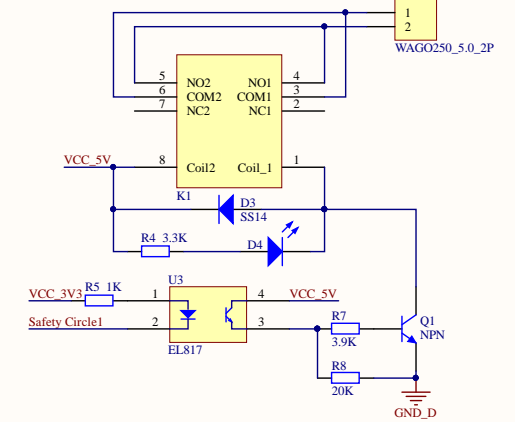 1
2
WAGO250_5.0_2P
5 NO2 NO1 4
6 COM2 COM1 3
7 NC2 NC1 2
VCC_5V 8 Coil2 Coil_1 1
K1
D3
SS14
R4 3.3K D4
U3
VCC_3V3 R5 1K 1 4 VCC_5V
Safety Circle1 2 3
EL817
R7
3.9K
Q1
NPN
R8
20K
GND_D